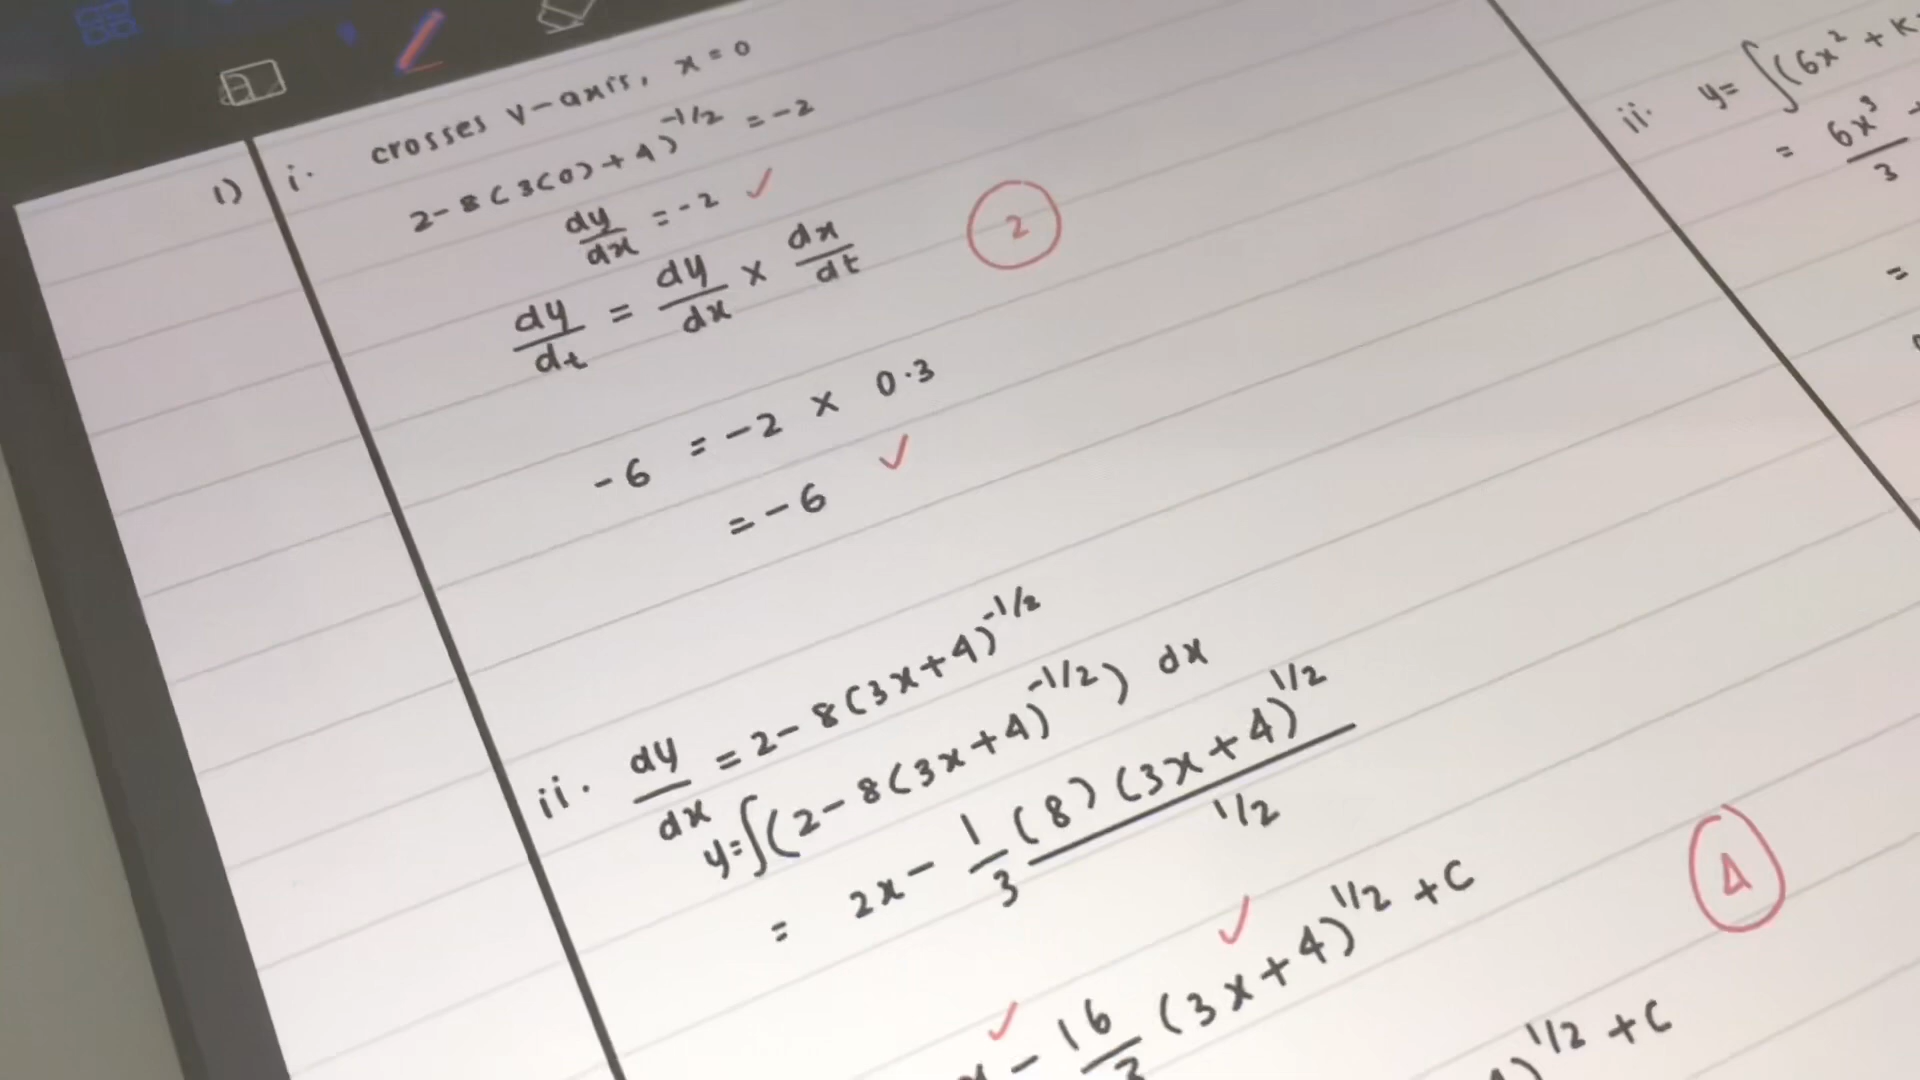 1) i. crosses y-axis, x=0
2-8(3(0)+4)^-1/2 = -2
dy/dx = -2 ✓
dy/dt = dy/dx × dx/dt
2
-6 = -2 × 0.3
= -6 ✓
ii. dy/dx = 2-8(3x+4)^-1/2
y=∫(2-8(3x+4)^-1/2) dx
= 2x - 1/3 (8)(3x+4)^1/2 / 1/2
✓ ✓
- 16/3 (3x+4)^1/2 + C
4
)^1/2 + C
ii. y= ∫(6x² + k
= 6x³/3
=